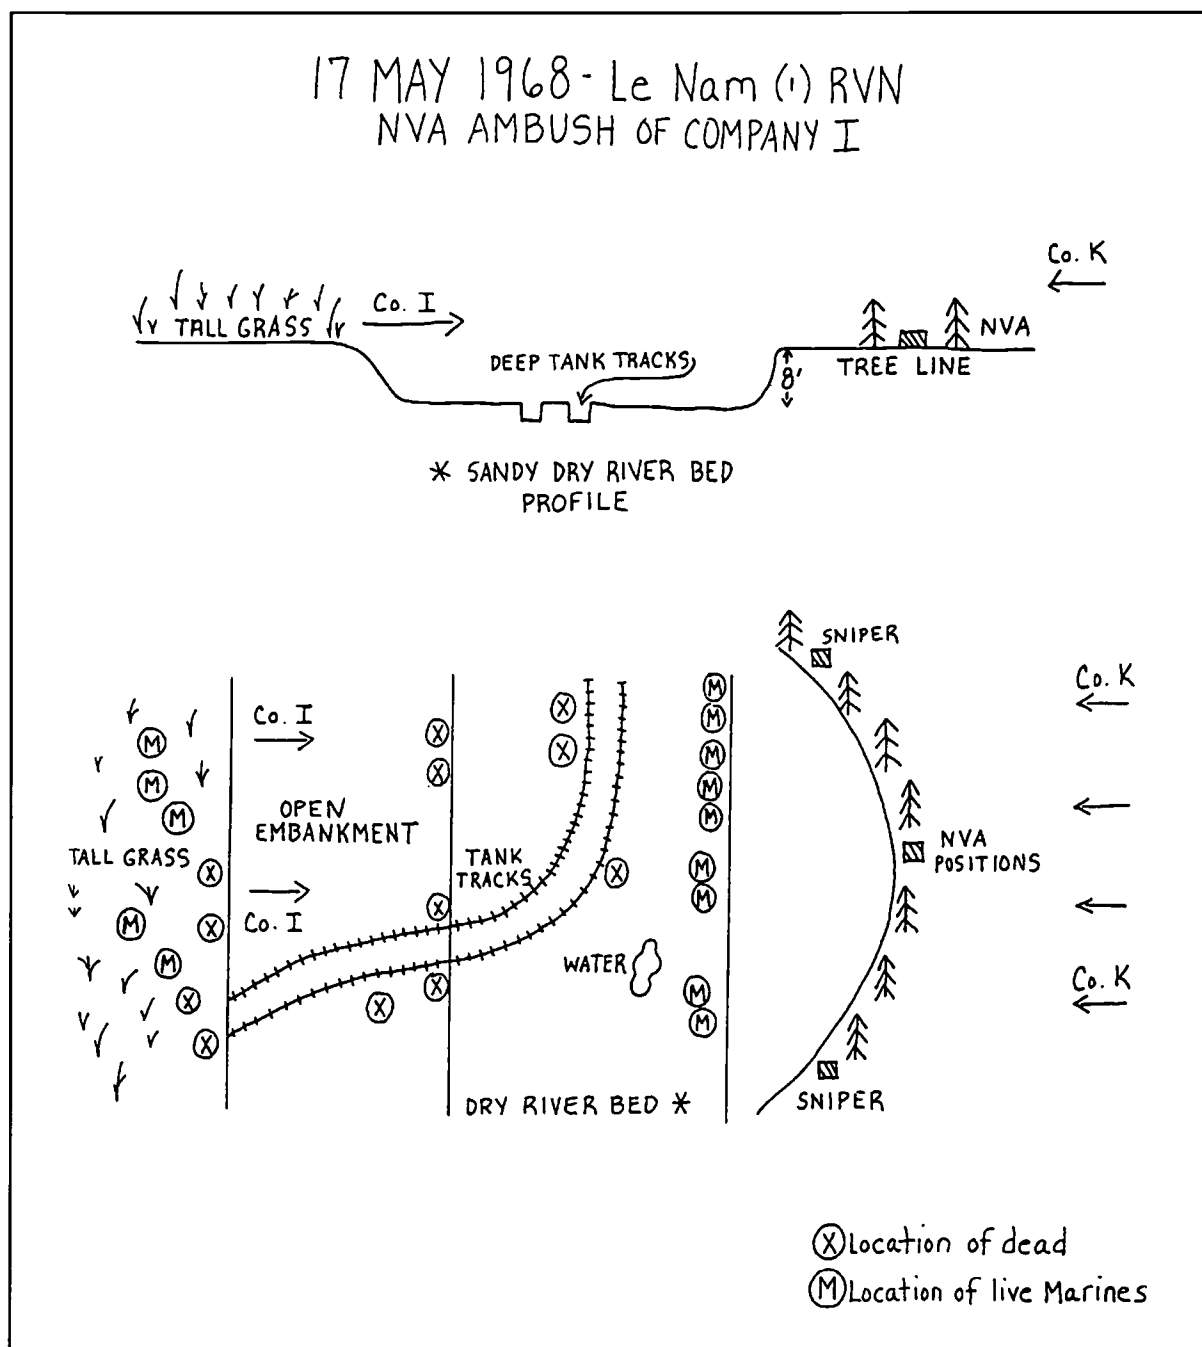 17 MAY 1968 - Le Nam (1) RVN
NVA AMBUSH OF COMPANY I
Co. K
Co. I
TALL GRASS
NVA
DEEP TANK TRACKS
TREE LINE
8'
* SANDY DRY RIVER BED
PROFILE
SNIPER
Co. K
Co. I
M
M
M
M
M
M
M
M
X
X
X
X
OPEN
EMBANKMENT
TANK
TRACKS
NVA
POSITIONS
TALL GRASS
X
X
M
M
X
Co. I
X
M
M
WATER
M
M
X
X
X
X
Co. K
DRY RIVER BED *
SNIPER
X Location of dead
M Location of live Marines